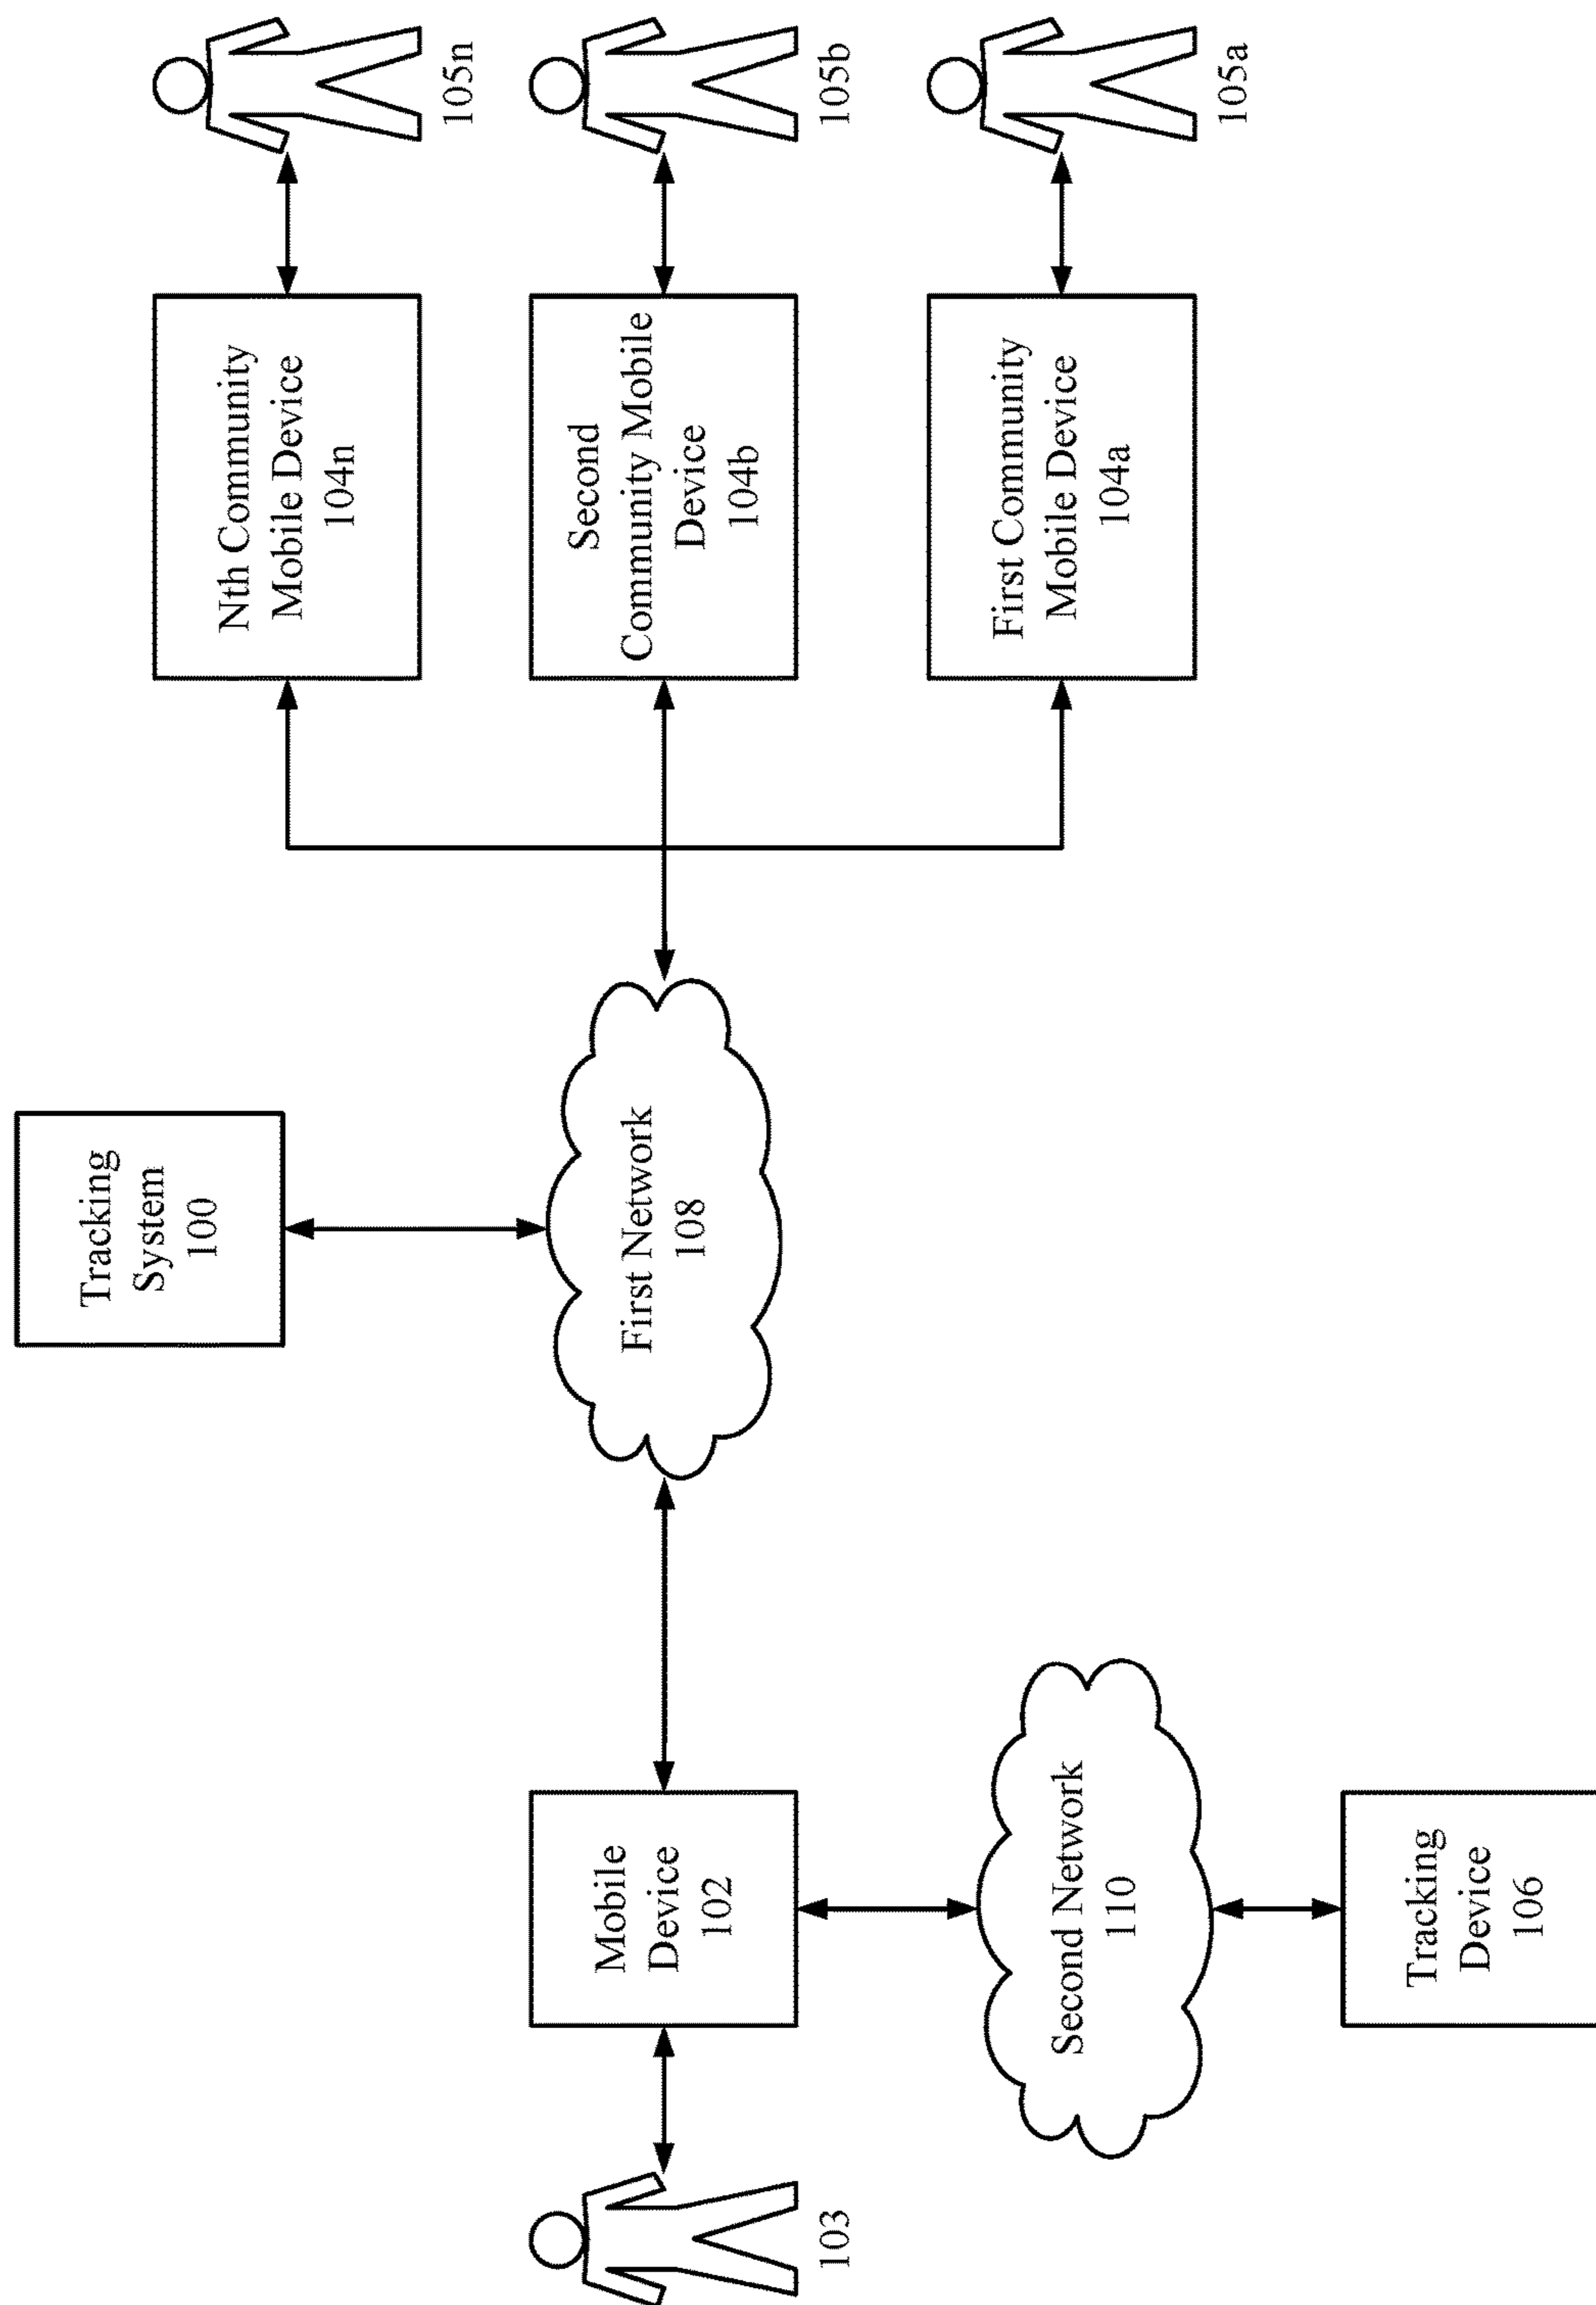 Tracking
System
100
Nth Community
Mobile Device
104n
105n
103
Mobile
Device
102
First Network
108
Second
Community Mobile
Device
104b
105b
Second Network
110
First Community
Mobile Device
104a
105a
Tracking
Device
106